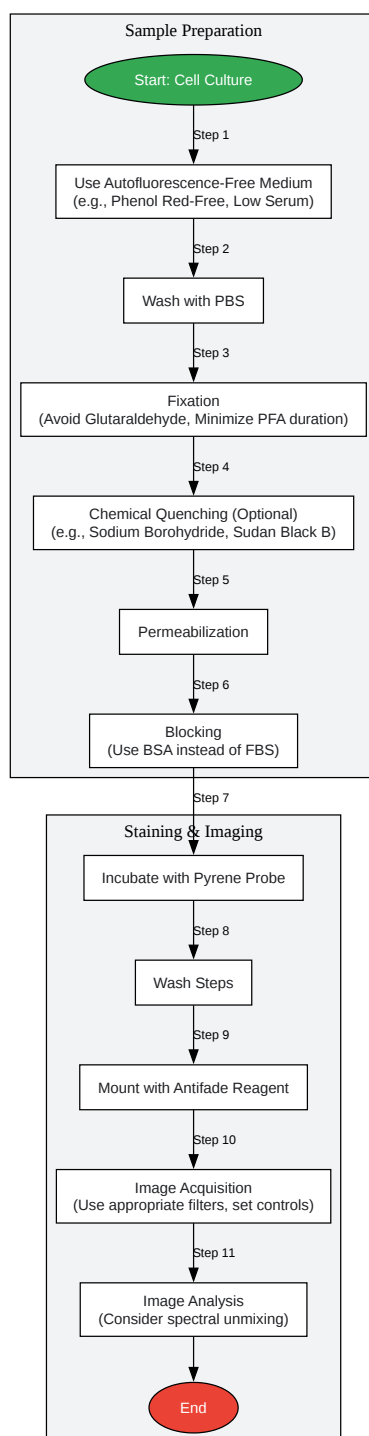 Sample Preparation
Start: Cell Culture
Step 1
Use Autofluorescence-Free Medium
(e.g., Phenol Red-Free, Low Serum)
Step 2
Wash with PBS
Step 3
Fixation
(Avoid Glutaraldehyde, Minimize PFA duration)
Step 4
Chemical Quenching (Optional)
(e.g., Sodium Borohydride, Sudan Black B)
Step 5
Permeabilization
Step 6
Blocking
(Use BSA instead of FBS)
Step 7
Staining & Imaging
Incubate with Pyrene Probe
Step 8
Wash Steps
Step 9
Mount with Antifade Reagent
Step 10
Image Acquisition
(Use appropriate filters, set controls)
Step 11
Image Analysis
(Consider spectral unmixing)
End